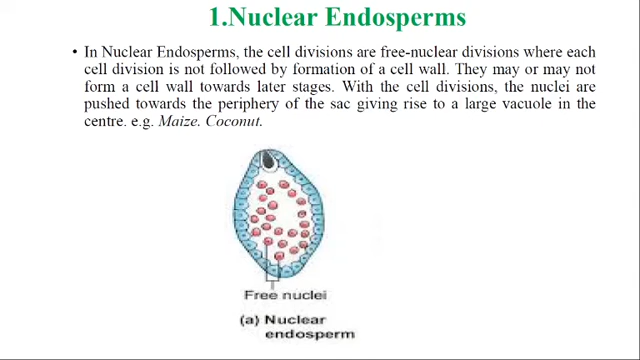 1.Nuclear Endosperms
• In Nuclear Endosperms, the cell divisions are free-nuclear divisions where each
cell division is not followed by formation of a cell wall. They may or may not
form a cell wall towards later stages. With the cell divisions, the nuclei are
pushed towards the periphery of the sac giving rise to a large vacuole in the
centre. e.g. Maize. Coconut.
Free nuclei
(a) Nuclear
endosperm